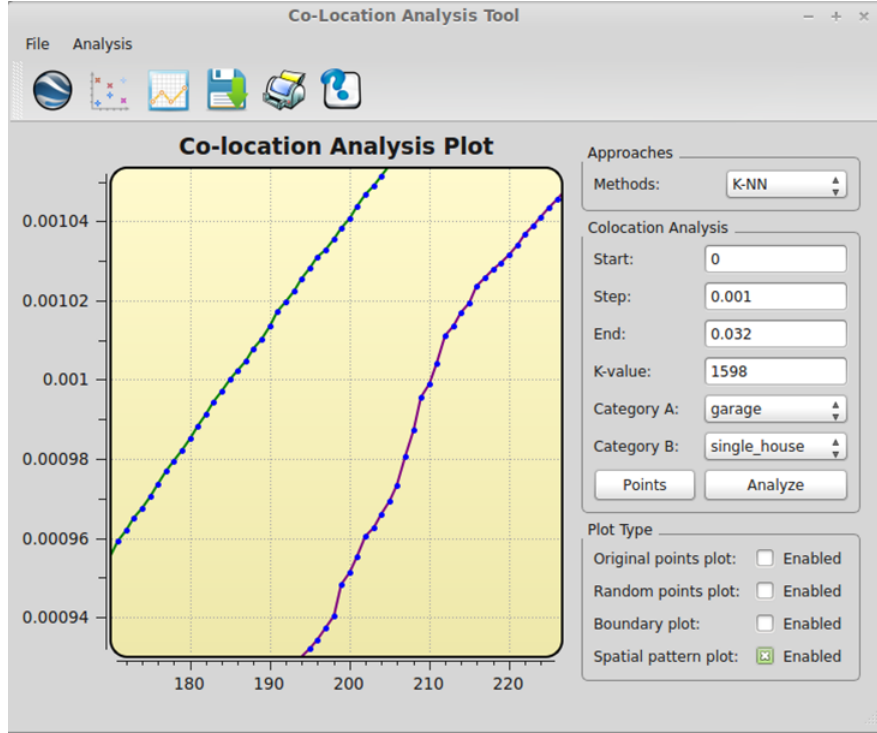 Co-Location Analysis Tool
File Analysis
Co-location Analysis Plot
0.00104
0.00102
0.001
0.00098
0.00096
0.00094
180 190 200 210 220
Approaches
Methods: K-NN
Colocation Analysis
Start: 0
Step: 0.001
End: 0.032
K-value: 1598
Category A: garage
Category B: single_house
Points Analyze
Plot Type
Original points plot: Enabled
Random points plot: Enabled
Boundary plot: Enabled
Spatial pattern plot: Enabled